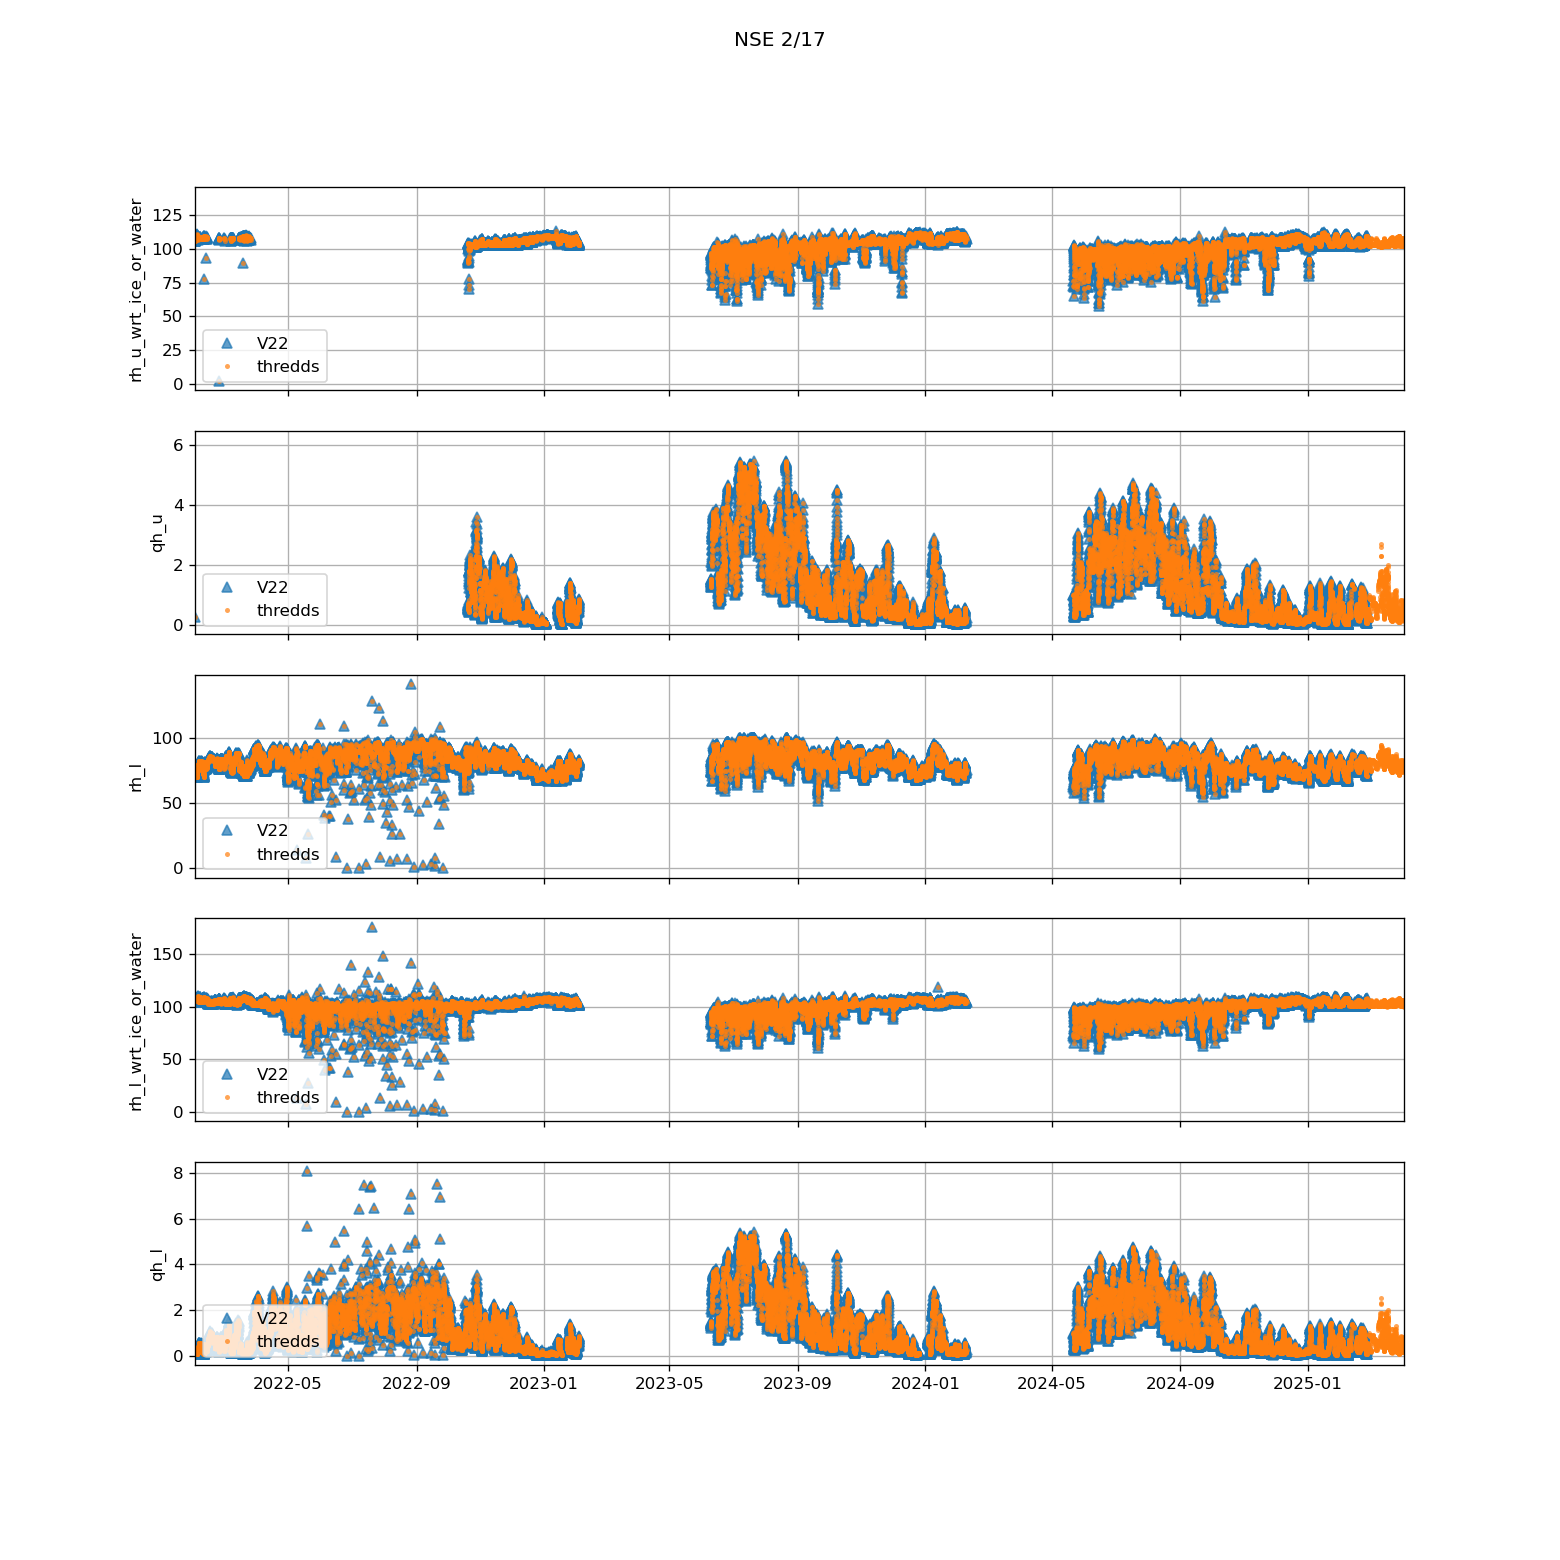 NSE 2/17
rh_u_wrt_ice_or_water
125
100
75
50
25
0
V22
thredds
qh_u
6
4
2
0
V22
thredds
rh_l
100
50
0
V22
thredds
rh_l_wrt_ice_or_water
150
100
50
0
V22
thredds
qh_l
8
6
4
2
0
V22
thredds
2022-05 2022-09 2023-01 2023-05 2023-09 2024-01 2024-05 2024-09 2025-01